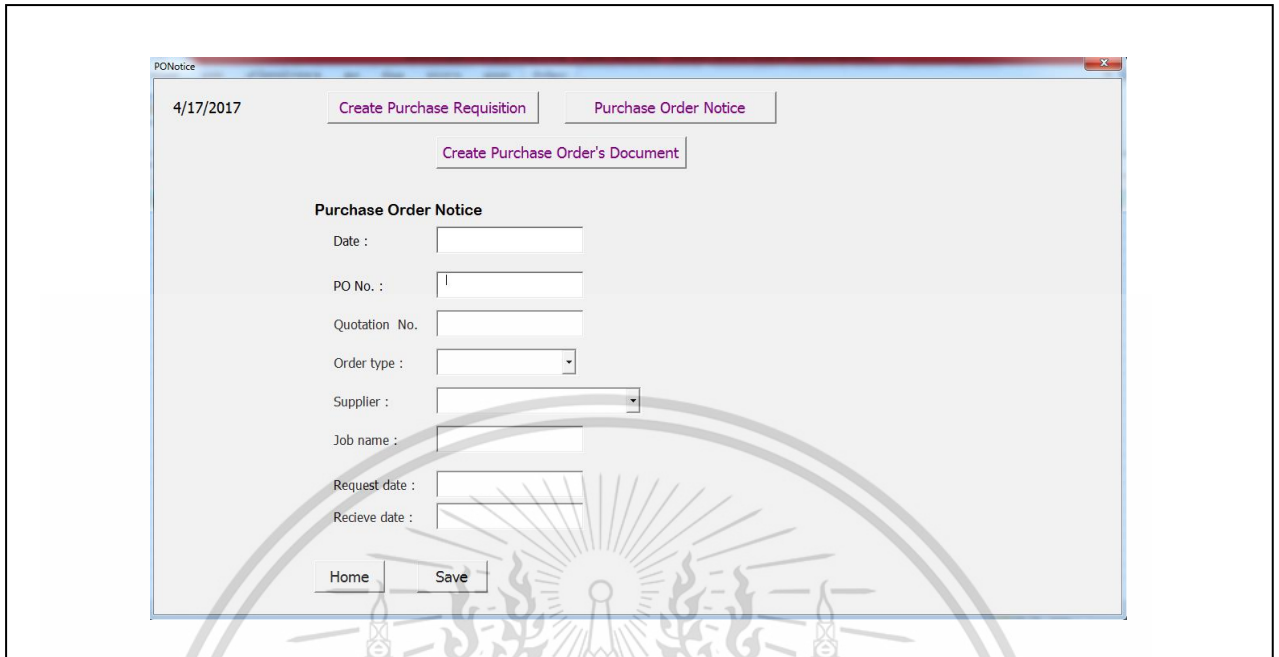 PONotice
4/17/2017
Create Purchase Requisition
Purchase Order Notice
Create Purchase Order's Document
Purchase Order Notice
Date :
PO No. :
Quotation No.
Order type :
Supplier :
Job name :
Request date :
Recieve date :
Home
Save